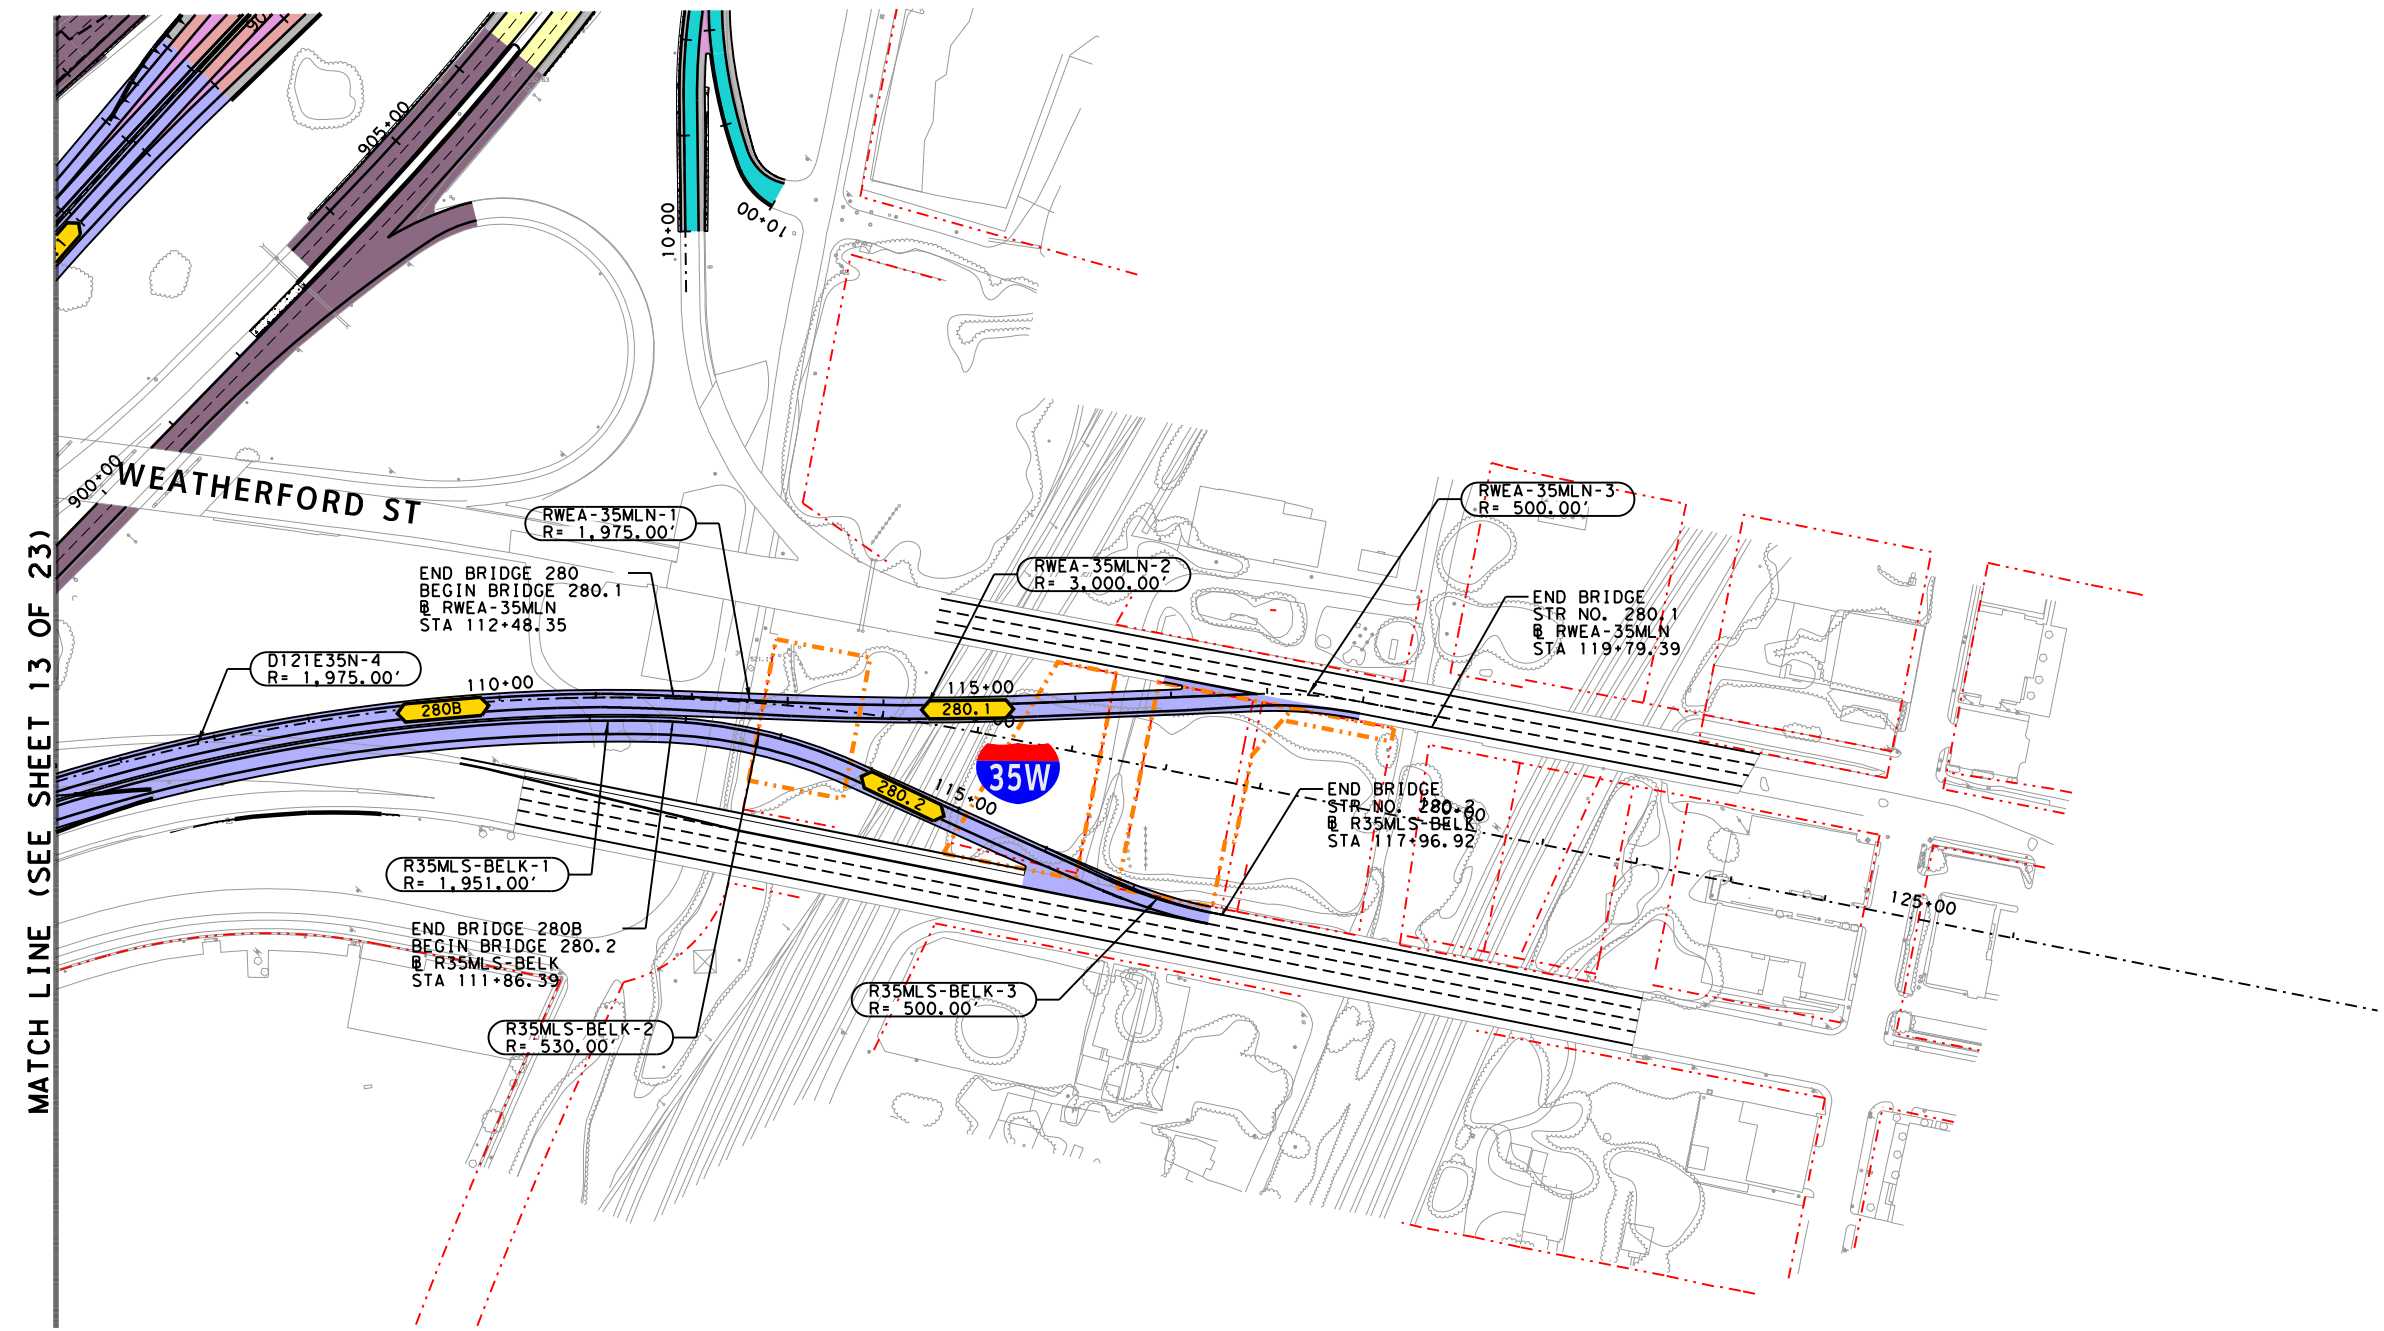 905+00
10+00
10+00
900+00
WEATHERFORD ST
MATCH LINE (SEE SHEET 13 OF 23)
RWEA-35MLN-1
R= 1,975.00'
RWEA-35MLN-2
R= 3,000.00'
RWEA-35MLN-3
R= 500.00'
END BRIDGE 280
BEGIN BRIDGE 280.1
℄ RWEA-35MLN
STA 112+48.35
END BRIDGE
STR NO. 280.1
℄ RWEA-35MLN
STA 119+79.39
D121E35N-4
R= 1,975.00'
110+00
280B
115+00
280.1
35W
280.2
115+00
END BRIDGE
STR NO. 280.2
℄ R35MLS-BELK
STA 117+96.92
R35MLS-BELK-1
R= 1,951.00'
125+00
END BRIDGE 280B
BEGIN BRIDGE 280.2
℄ R35MLS-BELK
STA 111+86.39
R35MLS-BELK-3
R= 500.00'
R35MLS-BELK-2
R= 530.00'